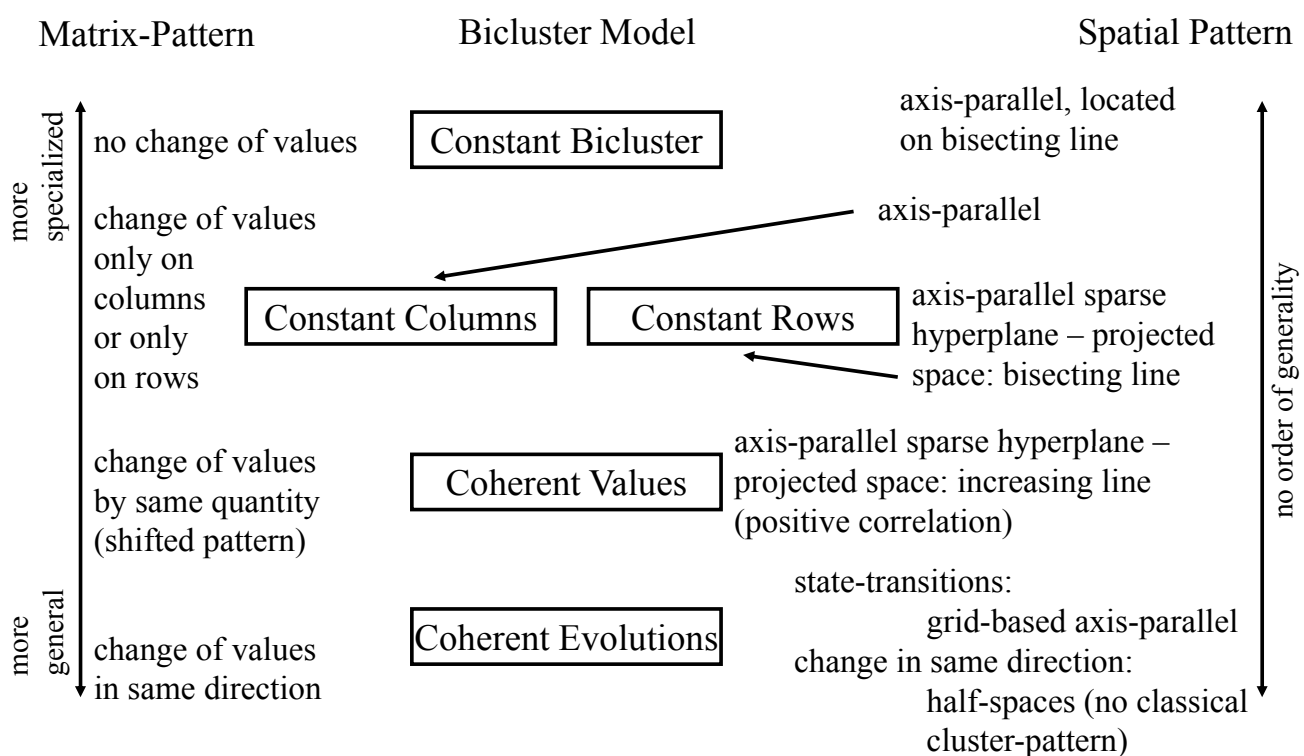 Matrix-Pattern
Bicluster Model
Spatial Pattern
more
specialized
no change of values
Constant Bicluster
axis-parallel, located
on bisecting line
change of values
only on
columns
or only
on rows
axis-parallel
Constant Columns
Constant Rows
axis-parallel sparse
hyperplane – projected
space: bisecting line
no order of generality
change of values
by same quantity
(shifted pattern)
Coherent Values
axis-parallel sparse hyperplane –
projected space: increasing line
(positive correlation)
more
general
change of values
in same direction
Coherent Evolutions
state-transitions:
grid-based axis-parallel
change in same direction:
half-spaces (no classical
cluster-pattern)